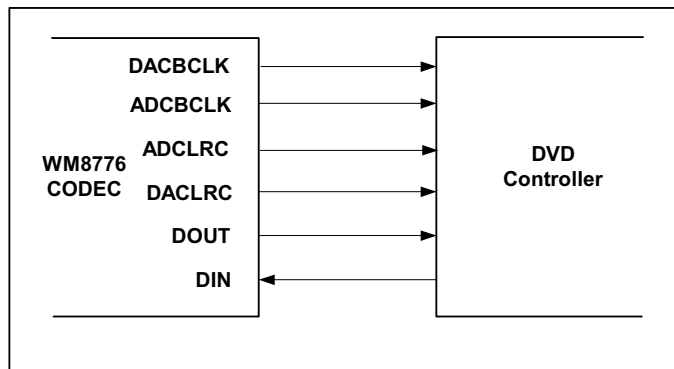 DACBCLK
ADCBCLK
ADCLRC
WM8776
CODEC
DACLRC
DOUT
DIN
DVD
Controller